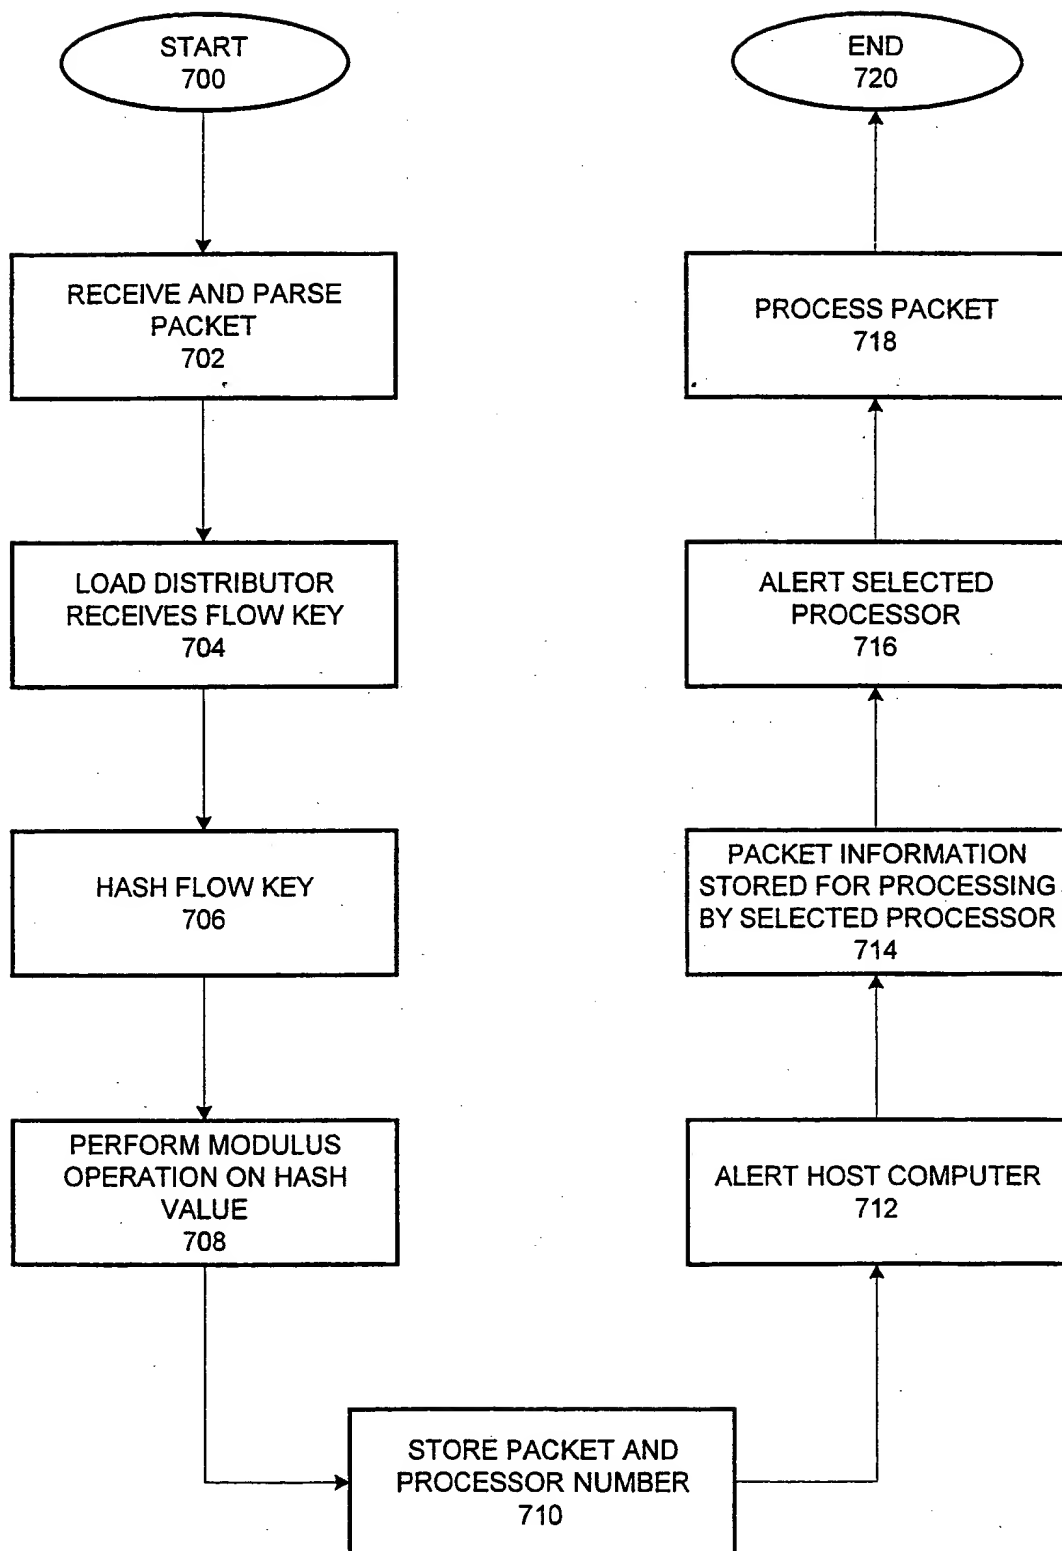 START
700
RECEIVE AND PARSE
PACKET
702
LOAD DISTRIBUTOR
RECEIVES FLOW KEY
704
HASH FLOW KEY
706
PERFORM MODULUS
OPERATION ON HASH
VALUE
708
STORE PACKET AND
PROCESSOR NUMBER
710
ALERT HOST COMPUTER
712
PACKET INFORMATION
STORED FOR PROCESSING
BY SELECTED PROCESSOR
714
ALERT SELECTED
PROCESSOR
716
PROCESS PACKET
718
END
720